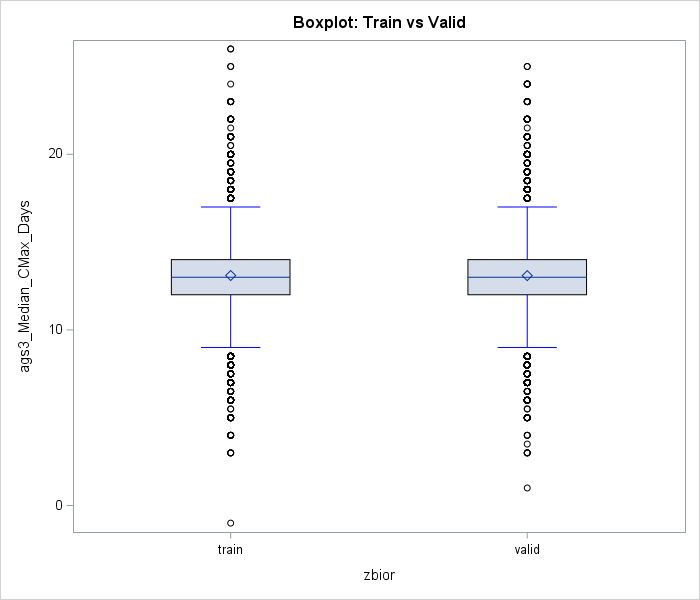 Boxplot: Train vs Valid
ags3_Median_CMax_Days
20
10
0
train
valid
zbior